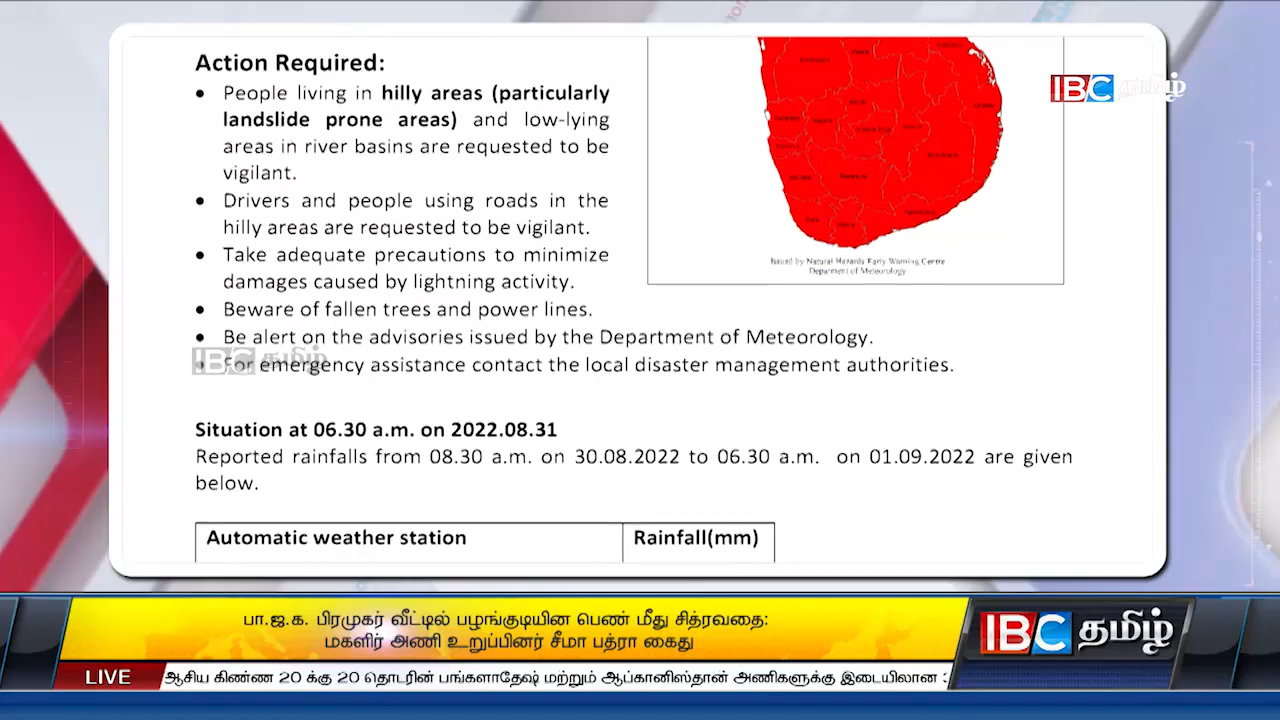 Action Required:
• People living in hilly areas (particularly
landslide prone areas) and low-lying
areas in river basins are requested to be
vigilant.
• Drivers and people using roads in the
hilly areas are requested to be vigilant.
• Take adequate precautions to minimize
damages caused by lightning activity.
• Beware of fallen trees and power lines.
• Be alert on the advisories issued by the Department of Meteorology.
• For emergency assistance contact the local disaster management authorities.
Issued by Natural Hazards Early Warning Centre
Department of Meteorology
IBC தமிழ்
IBC தமிழ்
Situation at 06.30 a.m. on 2022.08.31
Reported rainfalls from 08.30 a.m. on 30.08.2022 to 06.30 a.m. on 01.09.2022 are given
below.
Automatic weather station Rainfall(mm)
பா.ஜ.க. பிரமுகர் வீட்டில் பழங்குடியின பெண் மீது சித்ரவதை:
மகளிர் அணி உறுப்பினர் சீமா பத்ரா கைது
IBC தமிழ்
LIVE ஆசிய கிண்ண 20 க்கு 20 தொடரின் பங்களாதேஷ் மற்றும் ஆப்கானிஸ்தான் அணிகளுக்கு இடையிலான